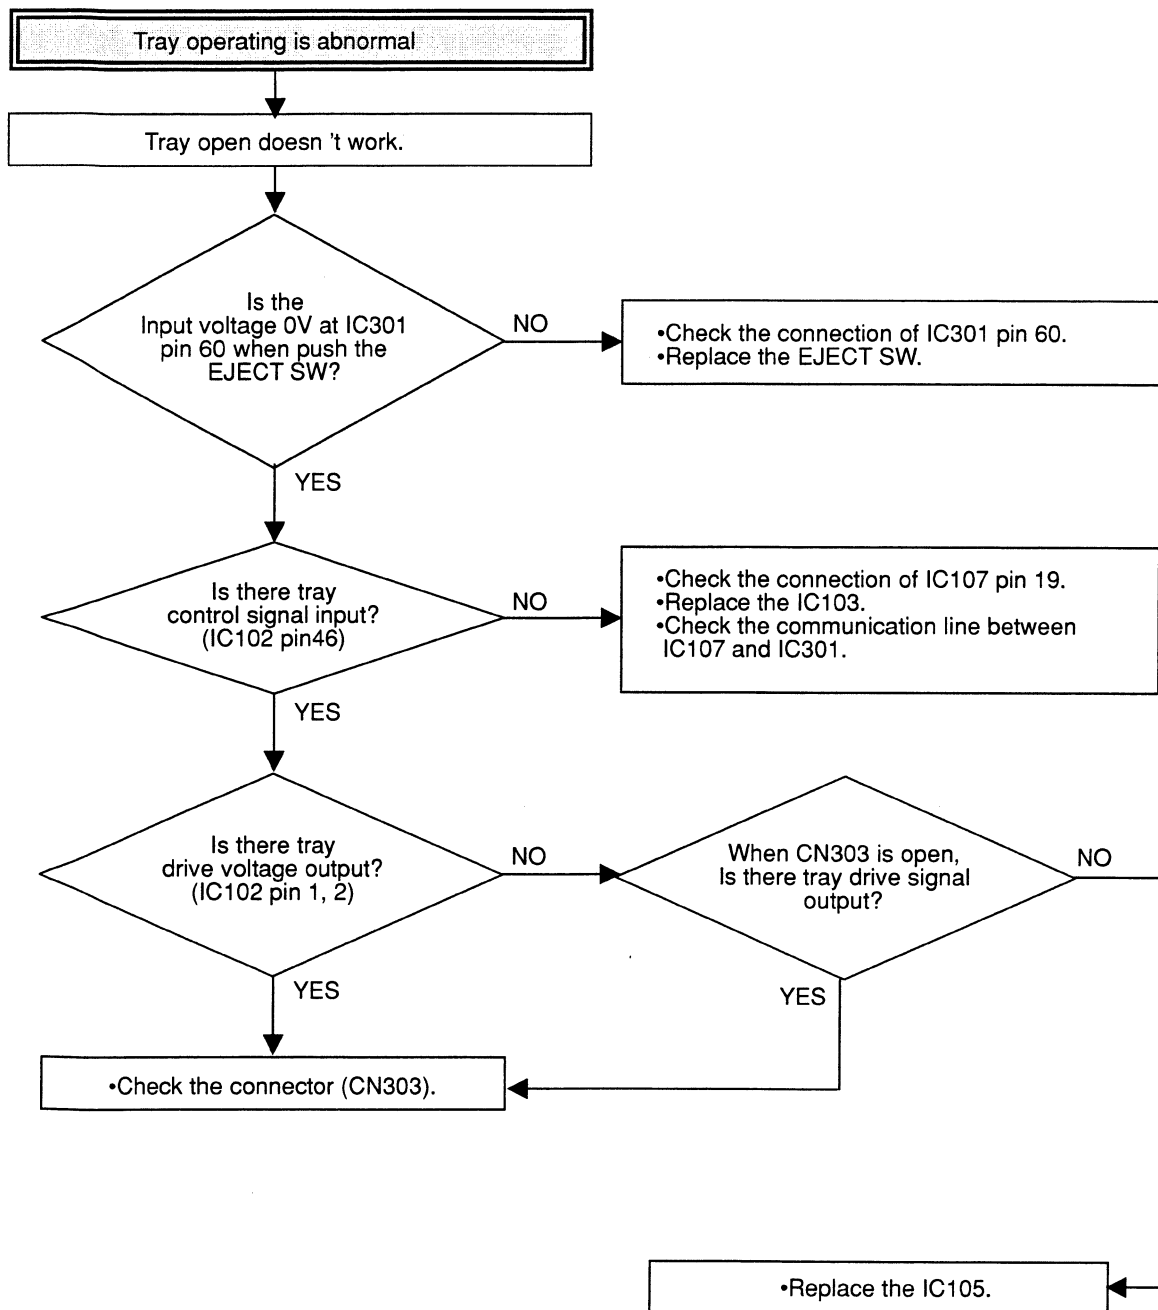 Tray operating is abnormal
Tray open doesn 't work.
Is the
Input voltage 0V at IC301
pin 60 when push the
EJECT SW?
NO
•Check the connection of IC301 pin 60.
•Replace the EJECT SW.
YES
Is there tray
control signal input?
(IC102 pin46)
NO
•Check the connection of IC107 pin 19.
•Replace the IC103.
•Check the communication line between
IC107 and IC301.
YES
Is there tray
drive voltage output?
(IC102 pin 1, 2)
NO
When CN303 is open,
Is there tray drive signal
output?
NO
YES
YES
•Check the connector (CN303).
•Replace the IC105.